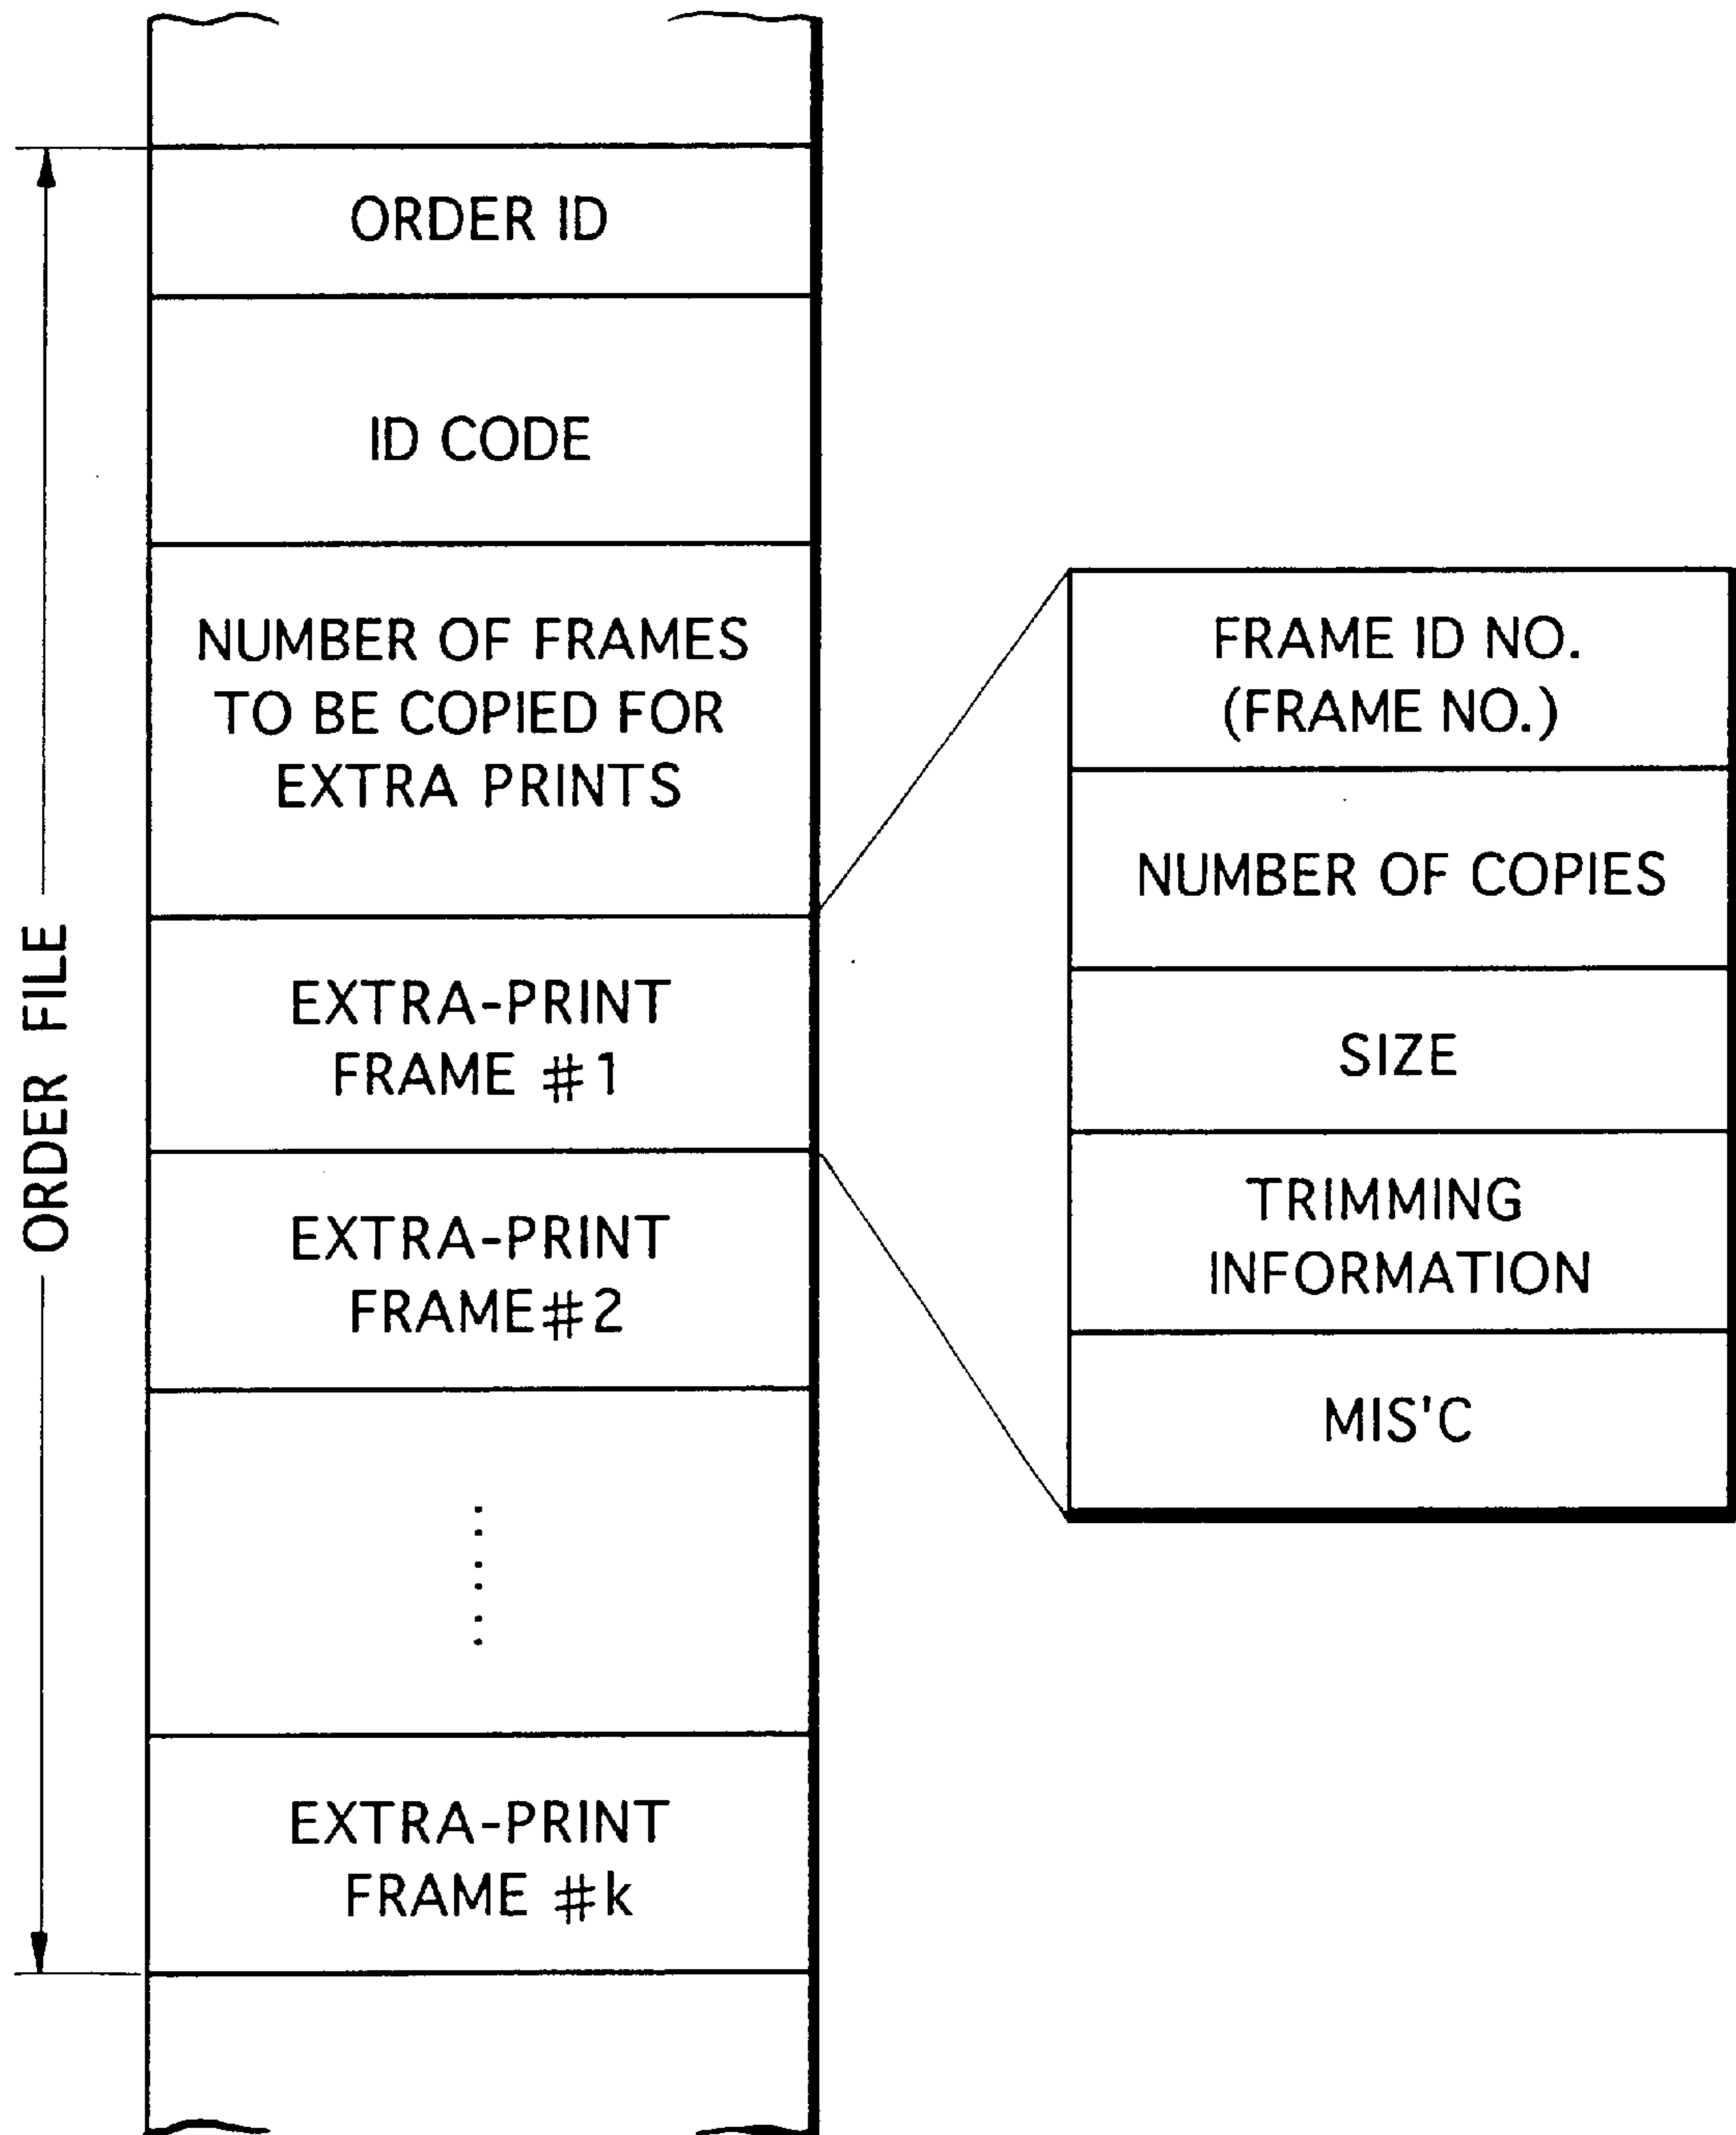 ORDER FILE
ORDER ID
ID CODE
NUMBER OF FRAMES
TO BE COPIED FOR
EXTRA PRINTS
EXTRA-PRINT
FRAME #1
EXTRA-PRINT
FRAME#2
EXTRA-PRINT
FRAME #k
FRAME ID NO.
(FRAME NO.)
NUMBER OF COPIES
SIZE
TRIMMING
INFORMATION
MIS'C